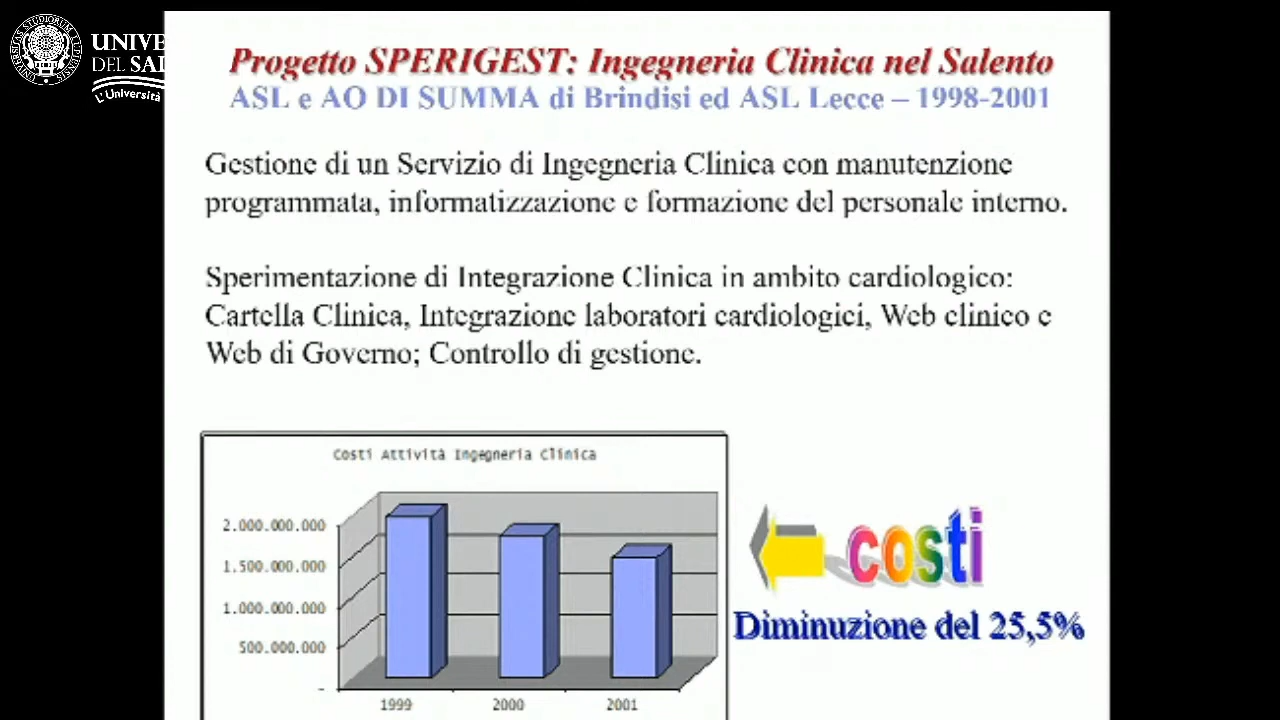 UNIVE
DEL SAL
L'Università
Progetto SPERIGEST: Ingegneria Clinica nel Salento
ASL e AO DI SUMMA di Brindisi ed ASL Lecce – 1998-2001
Gestione di un Servizio di Ingegneria Clinica con manutenzione
programmata, informatizzazione e formazione del personale interno.
Sperimentazione di Integrazione Clinica in ambito cardiologico:
Cartella Clinica, Integrazione laboratori cardiologici, Web clinico e
Web di Governo; Controllo di gestione.
Costi Attività Ingegneria Clinica
2.000.000.000
1.500.000.000
1.000.000.000
500.000.000
-
1999 2000 2001
costi
Diminuzione del 25,5%